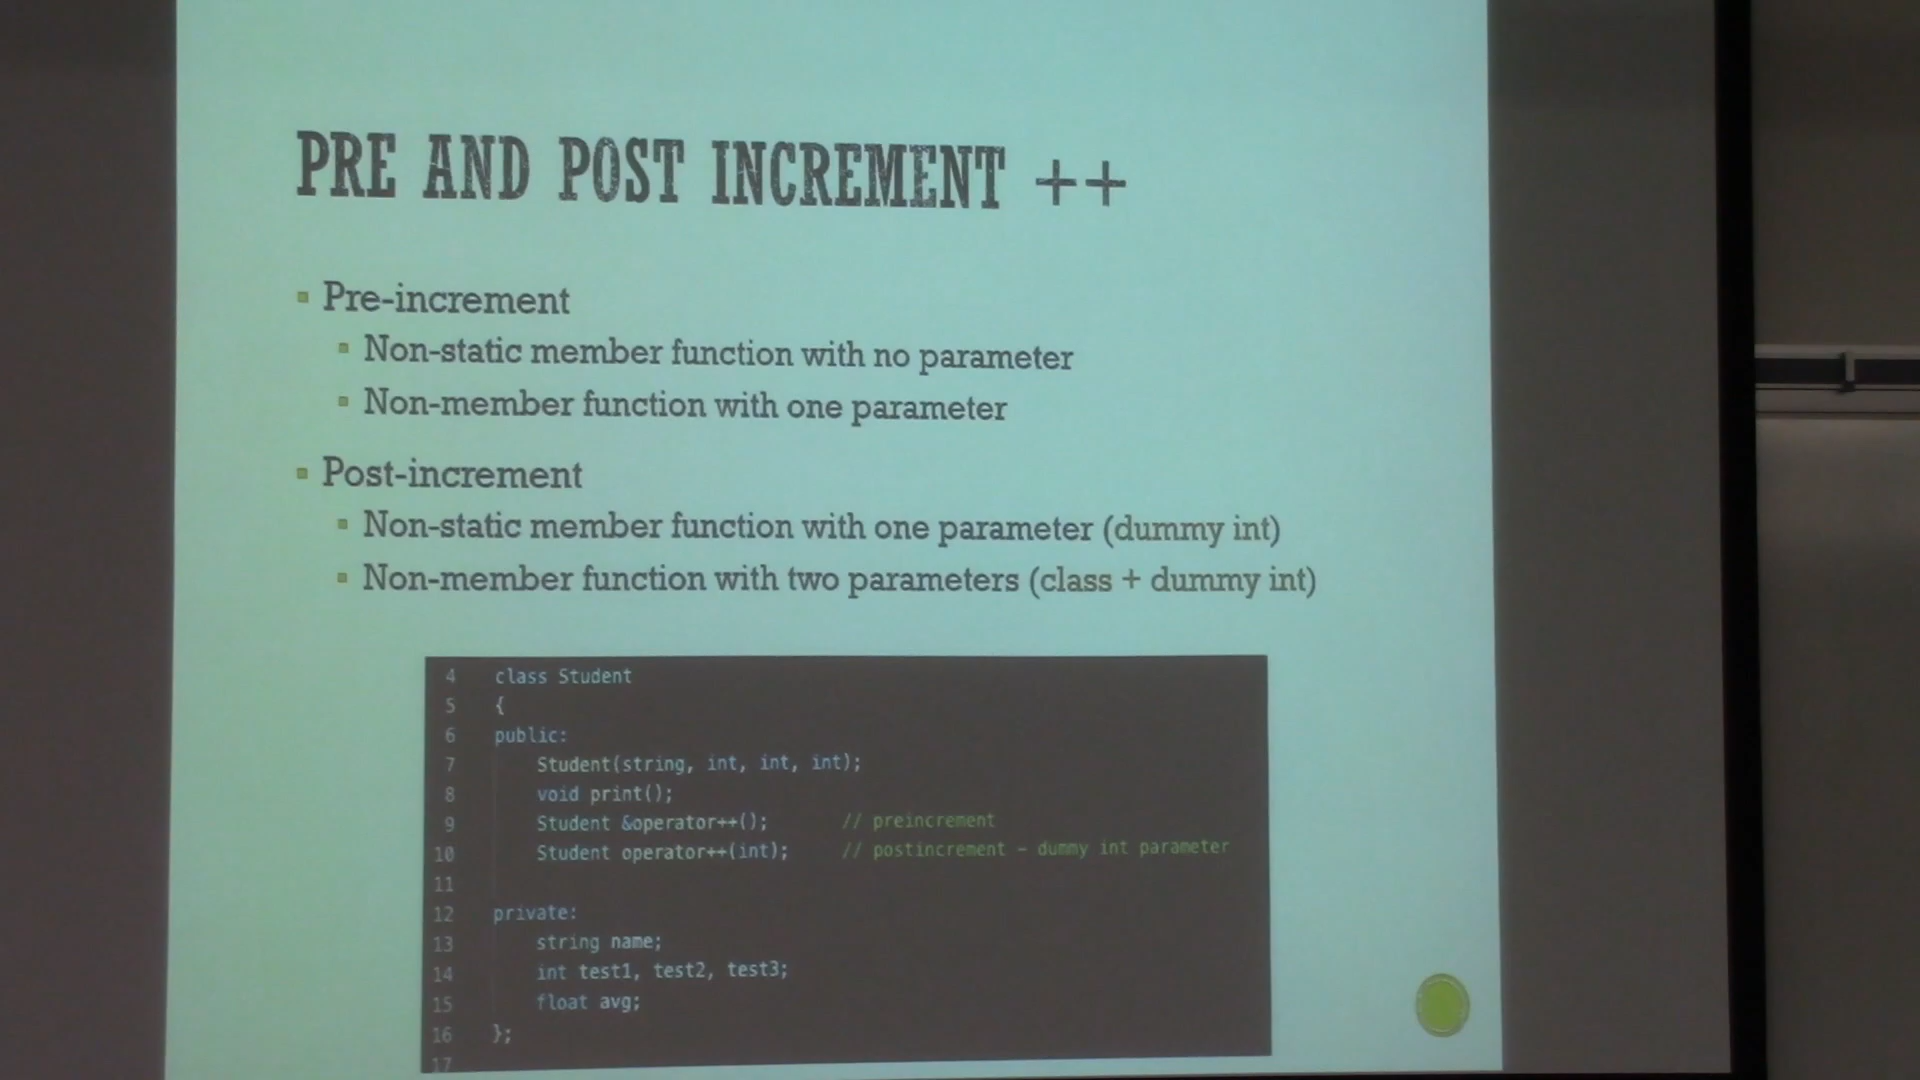 PRE AND POST INCREMENT ++
Pre-increment
Non-static member function with no parameter
Non-member function with one parameter
Post-increment
Non-static member function with one parameter (dummy int)
Non-member function with two parameters (class + dummy int)
4 class Student
5 {
6 public:
7 Student(string, int, int, int);
8 void print();
9 Student &operator++(); // preincrement
10 Student operator++(int); // postincrement - dummy int parameter
11
12 private:
13 string name;
14 int test1, test2, test3;
15 float avg;
16 };
17